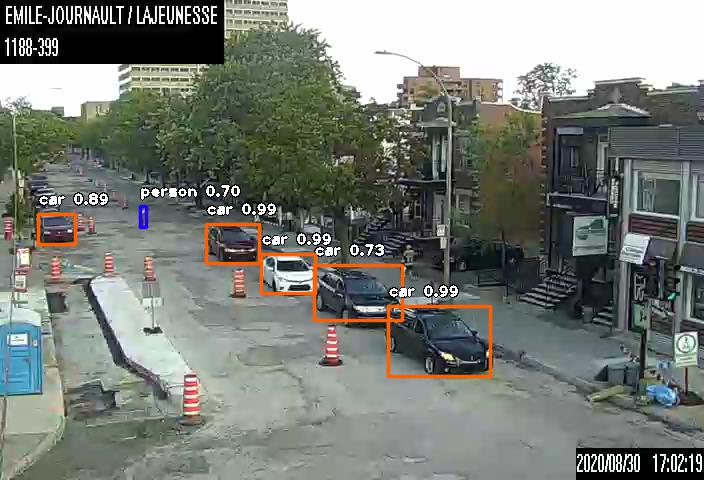 EMILE-JOURNAULT / LAJEUNESSE
1188-399
person 0.70
car 0.89
car 0.99
car 0.99
car 0.73
car 0.99
2020/08/30 17:02:19